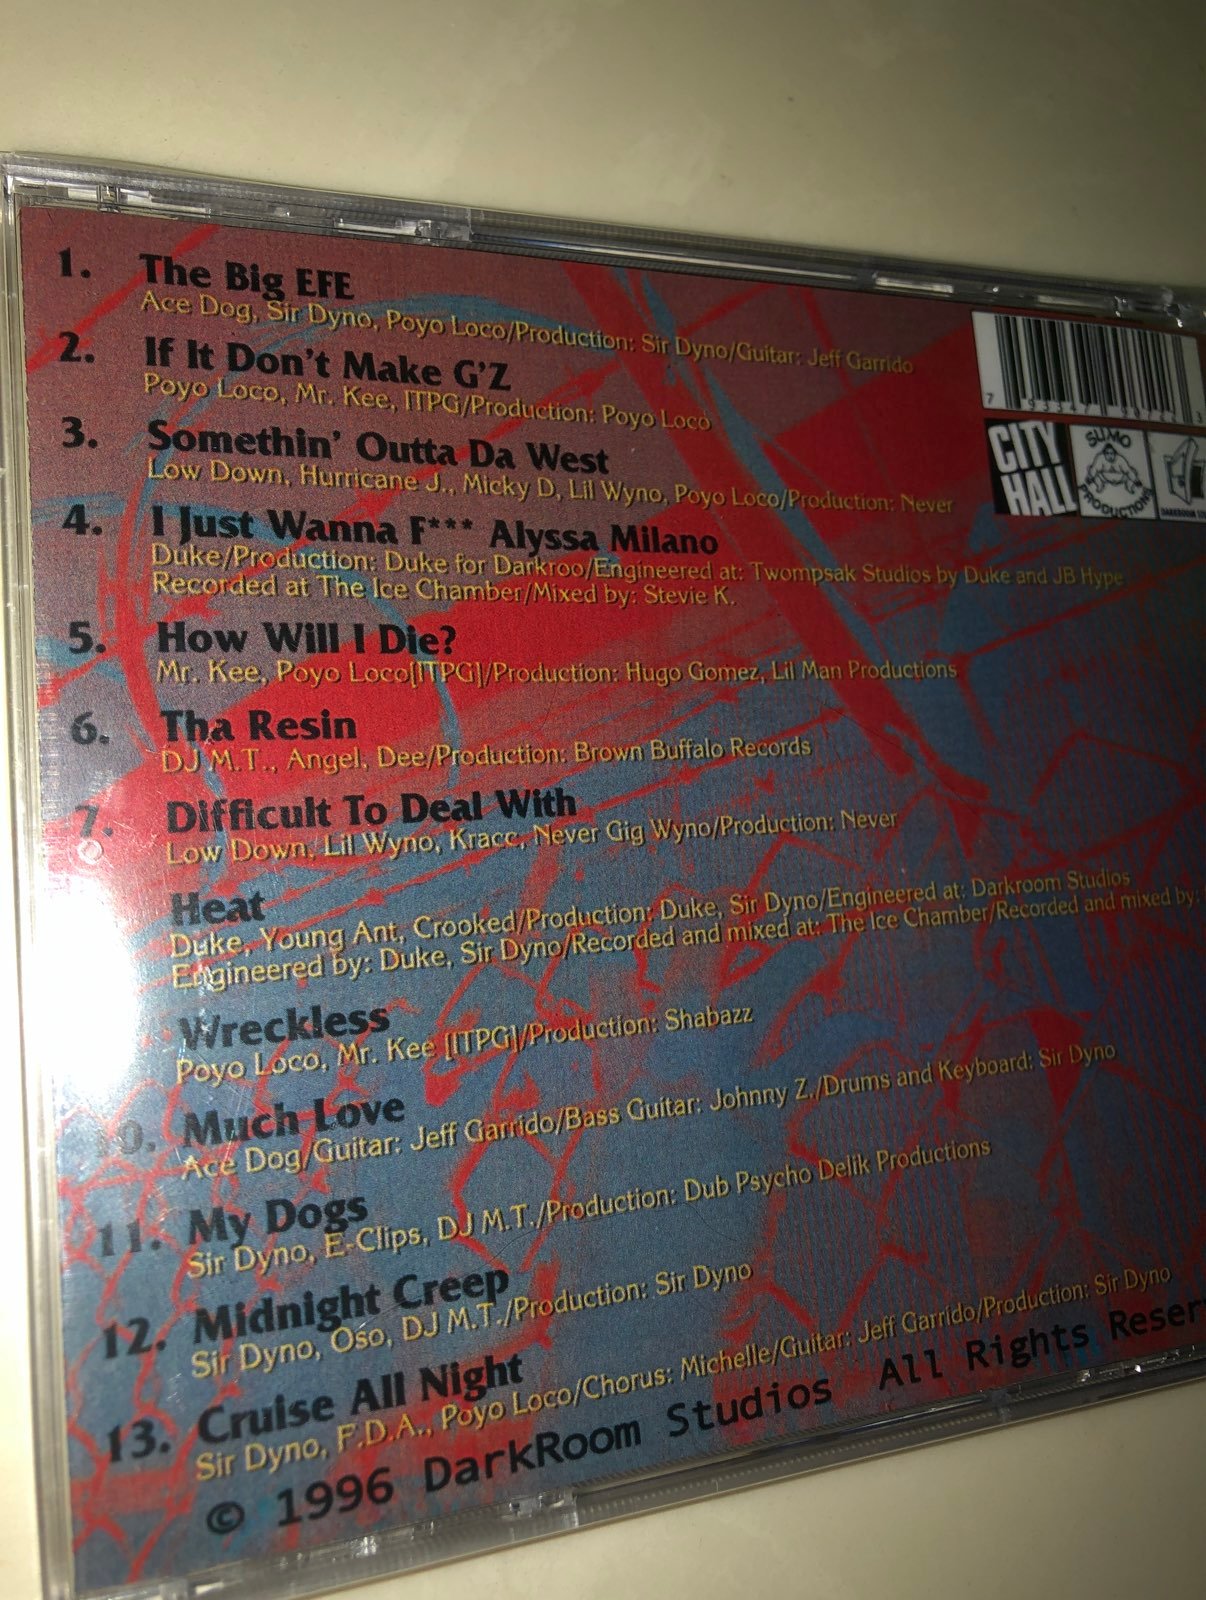 1. The Big EFE
Ace Dog, Sir Dyno, Poyo Loco/Production: Sir Dyno/Guitar: Jeff Garrido
2. If It Don't Make G'Z
Poyo Loco, Mr. Kee, ITPG/Production: Poyo Loco
3. Somethin' Outta Da West
Low Down, Hurricane J., Micky D, Lil Wyno, Poyo Loco/Production: Never
4. I Just Wanna F*** Alyssa Milano
Duke/Production: Duke for Darkroo/Engineered at: Twompsak Studios by Duke and JB Hype
Recorded at The Ice Chamber/Mixed by: Stevie K.
5. How Will I Die?
Mr. Kee, Poyo Loco[ITPG]/Production: Hugo Gomez, Lil Man Productions
6. Tha Resin
DJ M.T., Angel, Dee/Production: Brown Buffalo Records
7. Difficult To Deal With
Low Down, Lil Wyno, Kracc, Never Gig Wyno/Production: Never
Heat
Duke, Young Ant, Crooked/Production: Duke, Sir Dyno/Engineered at: Darkroom Studios
Engineered by: Duke, Sir Dyno/Recorded and mixed at: The Ice Chamber/Recorded and mixed by:
Wreckless
Poyo Loco, Mr. Kee [ITPG]/Production: Shabazz
10. Much Love
Ace Dog/Guitar: Jeff Garrido/Bass Guitar: Johnny Z./Drums and Keyboard: Sir Dyno
11. My Dogs
Sir Dyno, E-Clips, DJ M.T./Production: Dub Psycho Delik Productions
12. Midnight Creep
Sir Dyno, Oso, DJ M.T./Production: Sir Dyno
13. Cruise All Night
Sir Dyno, F.D.A., Poyo Loco/Chorus: Michelle/Guitar: Jeff Garrido/Production: Sir Dyno
© 1996 DarkRoom Studios All Rights Reser
CITY
HALL
SUMO
PRODUCTIONS
DARKROOM